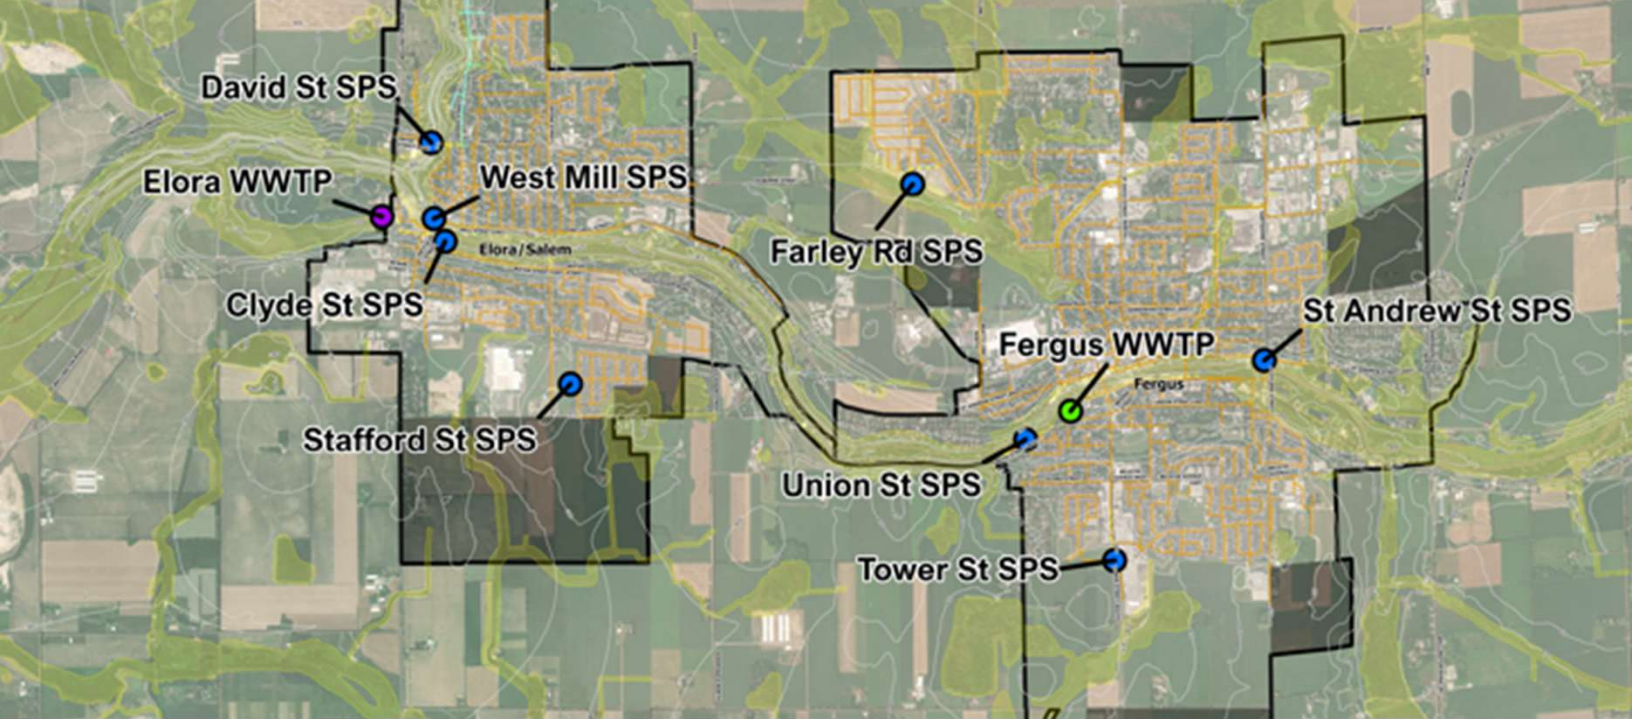 David St SPS
Elora WWTP
West Mill SPS
Elora/Salem
Clyde St SPS
Stafford St SPS
Farley Rd SPS
St Andrew St SPS
Fergus WWTP
Fergus
Union St SPS
Tower St SPS